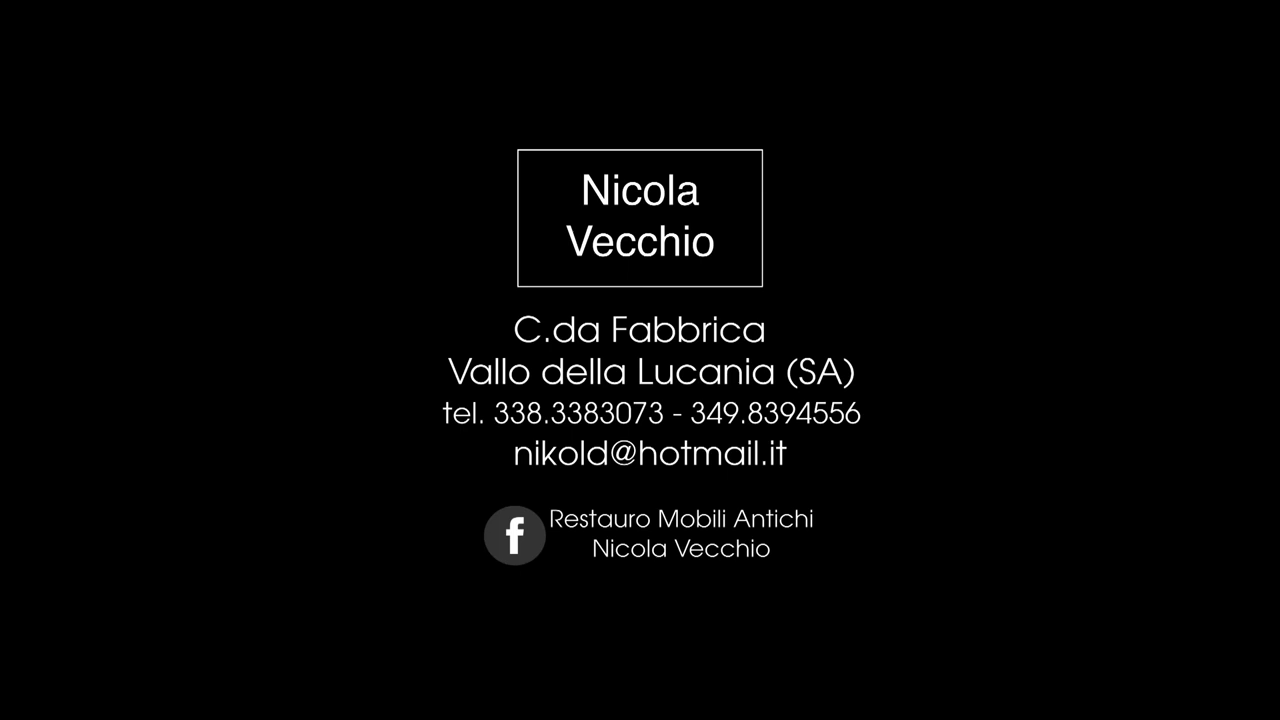 Nicola
Vecchio
C.da Fabbrica
Vallo della Lucania (SA)
tel. 338.3383073 - 349.8394556
nikold@hotmail.it
f
Restauro Mobili Antichi
Nicola Vecchio